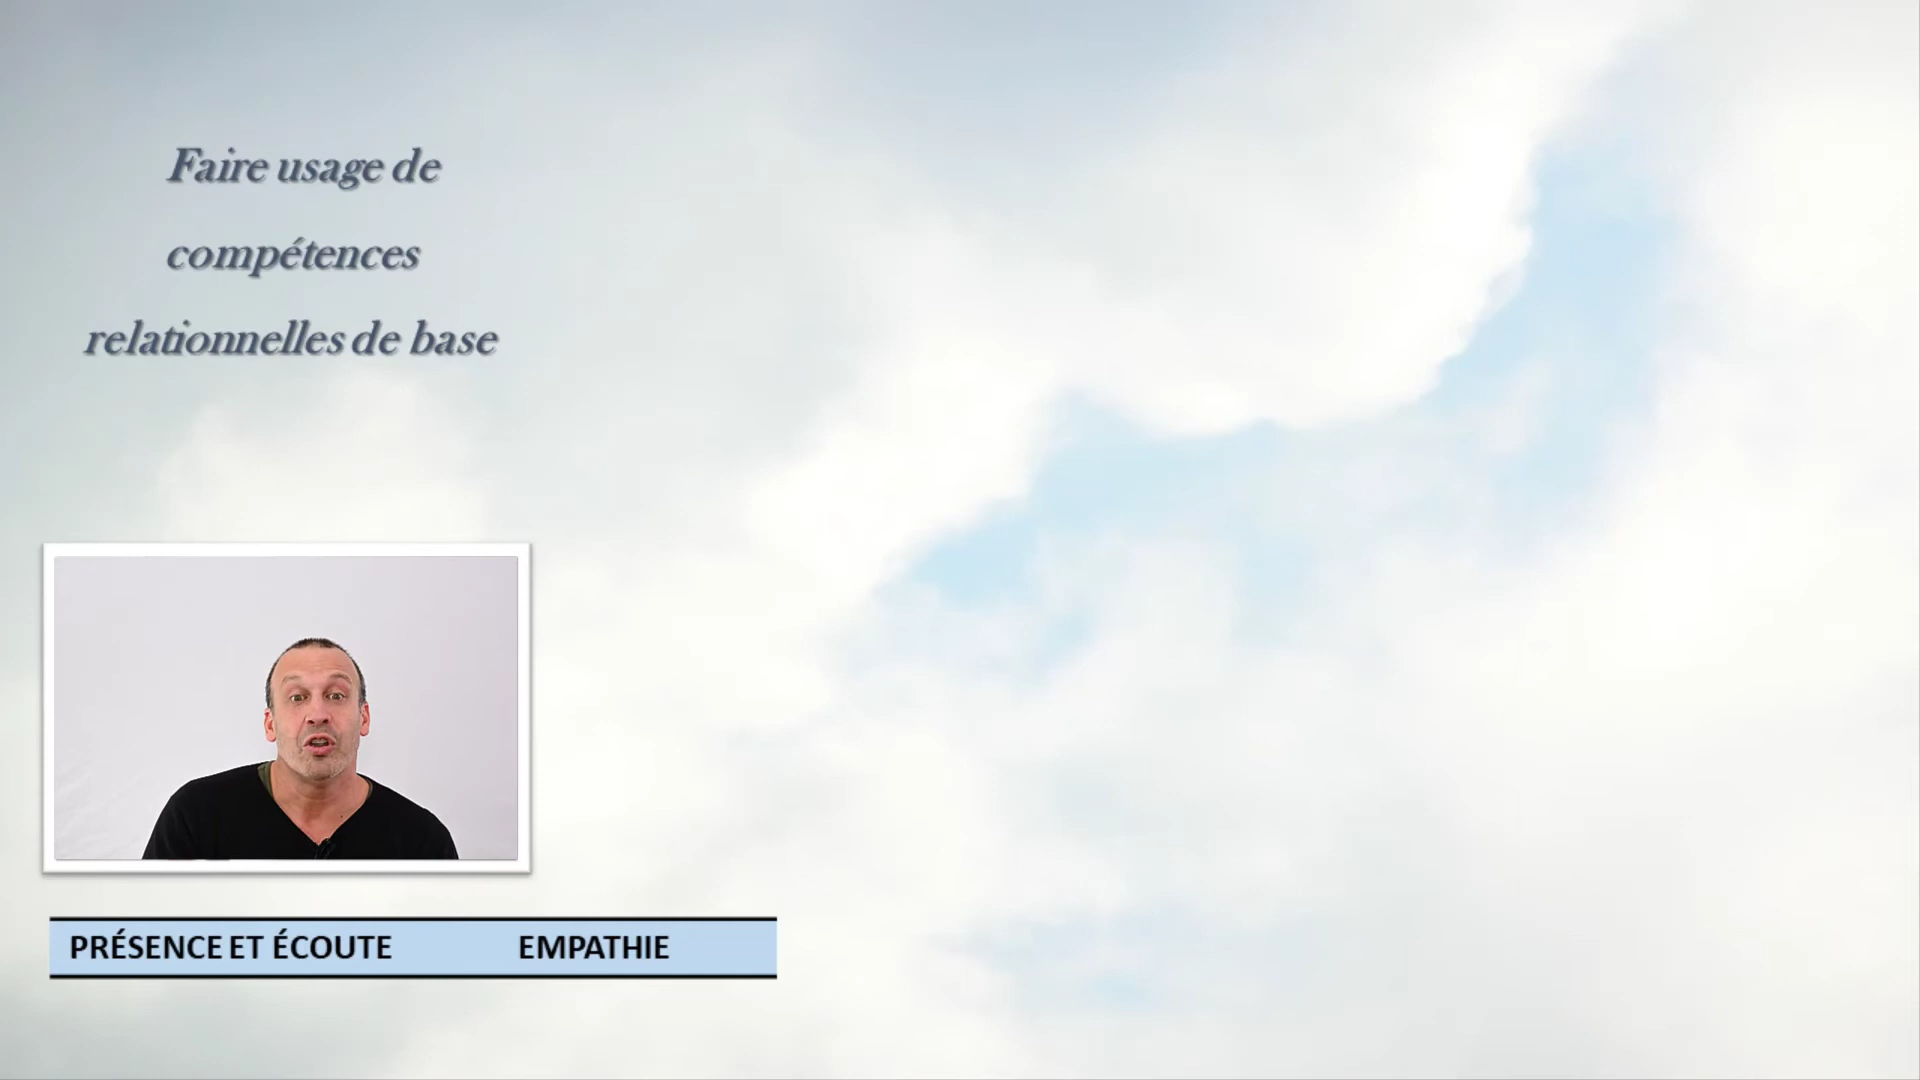 Faire usage de
compétences
relationnelles de base
PRÉSENCE ET ÉCOUTE EMPATHIE